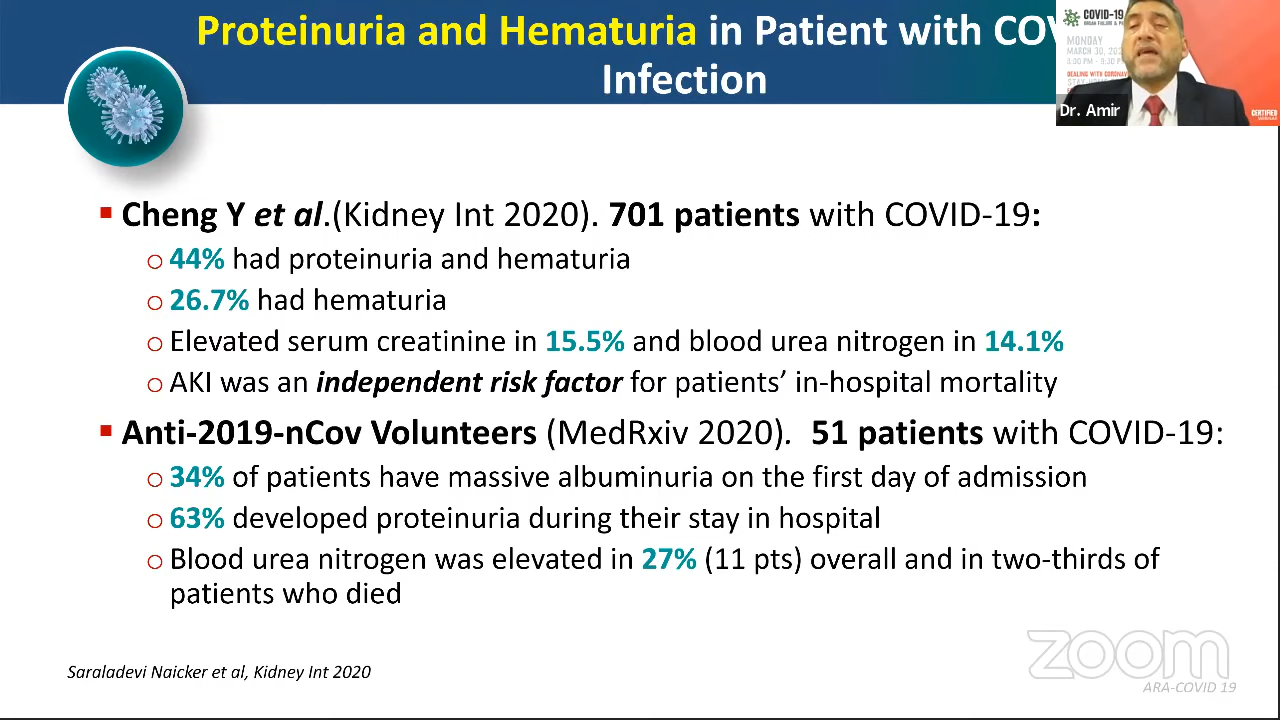 Proteinuria and Hematuria in Patient with COV
Infection
COVID-19
ORGAN FAILURE & P
MONDAY
MARCH 30, 202
DEALING WITH CORONAV
Dr. Amir
CERTIFIED
▪ Cheng Y et al.(Kidney Int 2020). 701 patients with COVID-19:
○ 44% had proteinuria and hematuria
○ 26.7% had hematuria
○ Elevated serum creatinine in 15.5% and blood urea nitrogen in 14.1%
○ AKI was an independent risk factor for patients’ in-hospital mortality
▪ Anti-2019-nCov Volunteers (MedRxiv 2020). 51 patients with COVID-19:
○ 34% of patients have massive albuminuria on the first day of admission
○ 63% developed proteinuria during their stay in hospital
○ Blood urea nitrogen was elevated in 27% (11 pts) overall and in two-thirds of
patients who died
zoom
ARA-COVID 19
Saraladevi Naicker et al, Kidney Int 2020